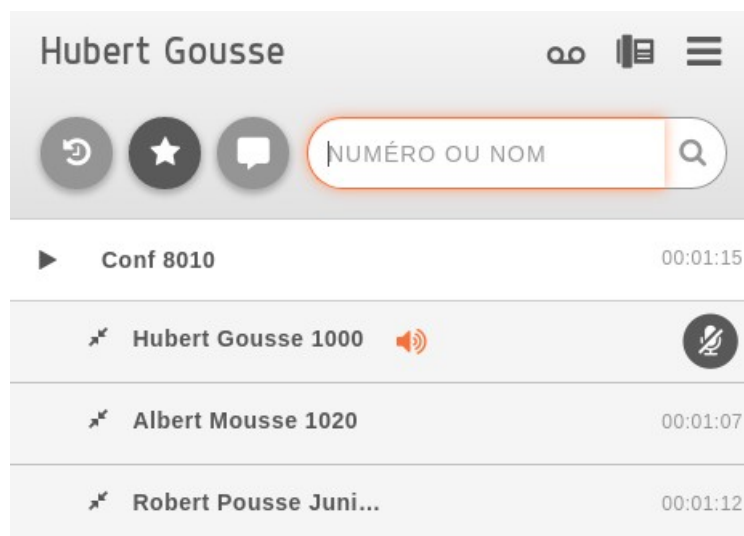 Hubert Gousse
NUMÉRO OU NOM
Conf 8010 00:01:15
Hubert Gousse 1000
Albert Mousse 1020 00:01:07
Robert Pousse Juni... 00:01:12